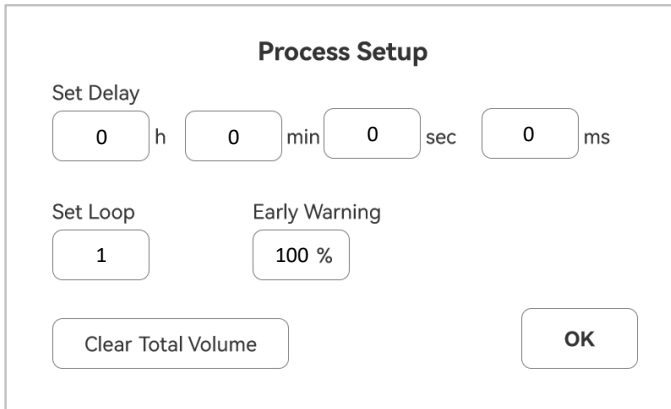 Process Setup
Set Delay
0 h 0 min 0 sec 0 ms
Set Loop Early Warning
1 100 %
Clear Total Volume OK